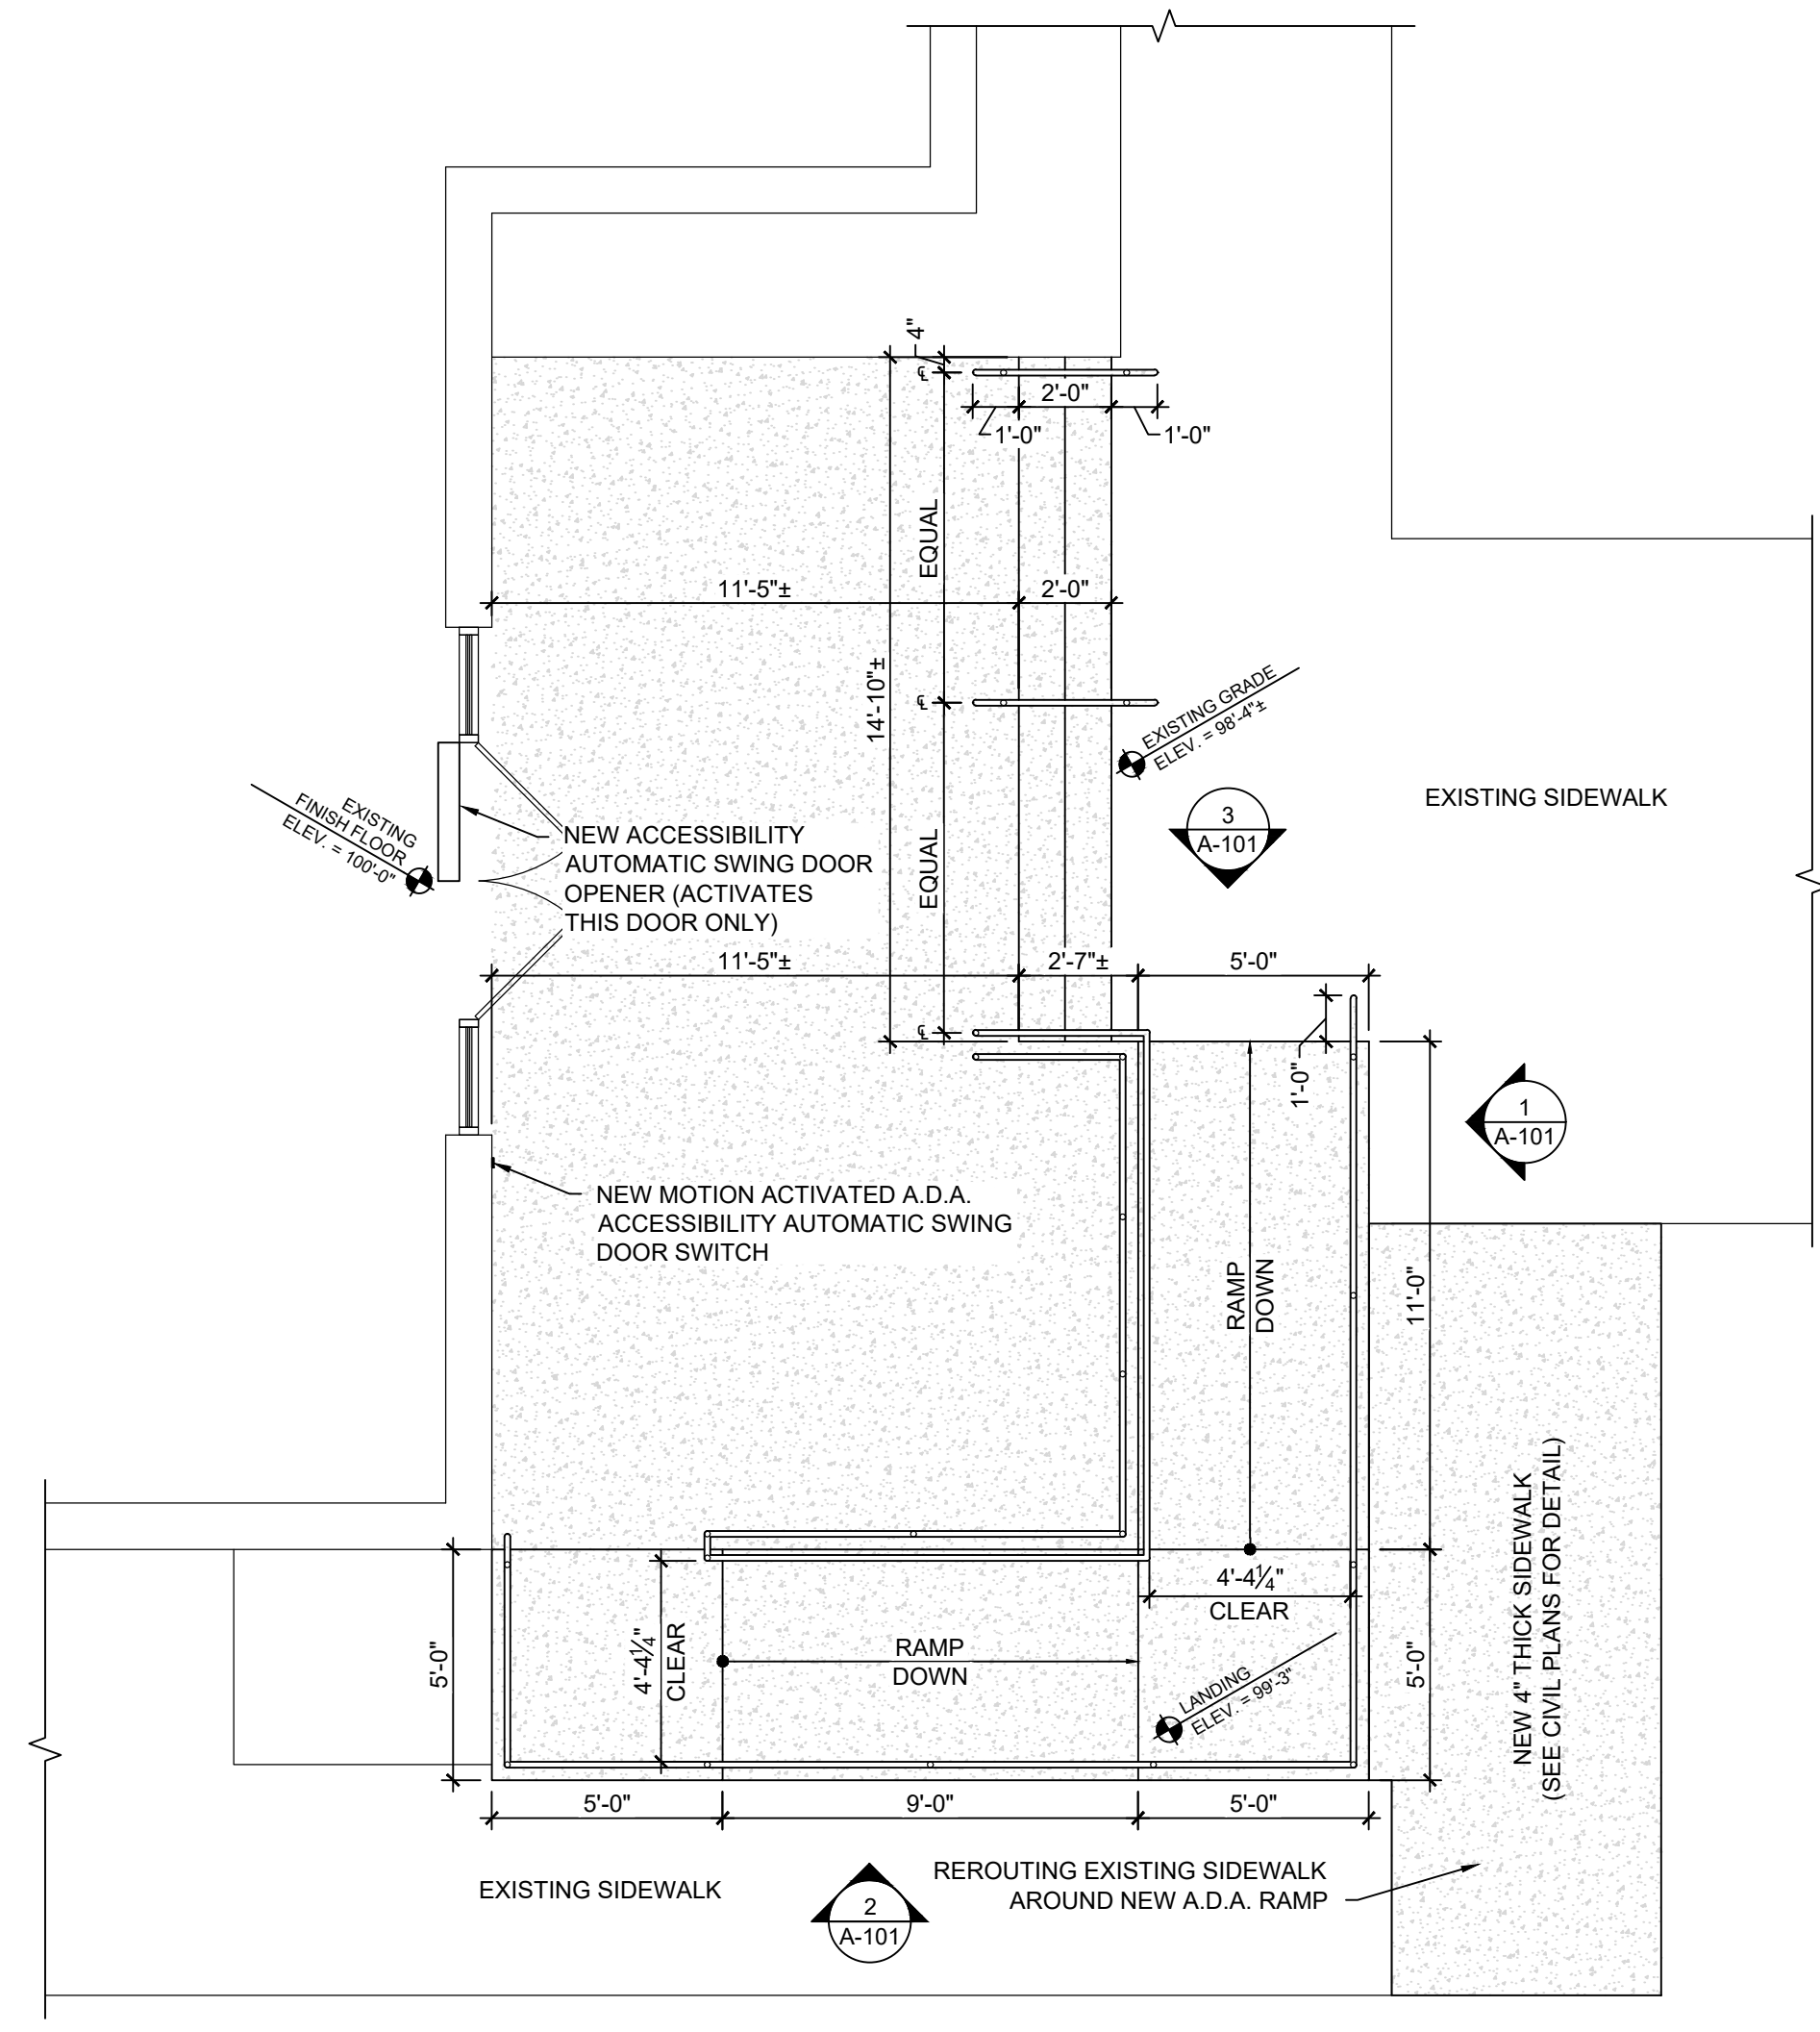 4"
℄
2'-0"
1'-0"
1'-0"
EQUAL
11'-5"±
2'-0"
14'-10"±
℄
EXISTING GRADE
ELEV. = 98'-4"±
EXISTING SIDEWALK
3
A-101
EXISTING
FINISH FLOOR
ELEV. = 100'-0"
NEW ACCESSIBILITY
AUTOMATIC SWING DOOR
OPENER (ACTIVATES
THIS DOOR ONLY)
EQUAL
11'-5"±
2'-7"±
5'-0"
℄
1'-0"
1
A-101
NEW MOTION ACTIVATED A.D.A.
ACCESSIBILITY AUTOMATIC SWING
DOOR SWITCH
RAMP
DOWN
11'-0"
NEW 4" THICK SIDEWALK
(SEE CIVIL PLANS FOR DETAIL)
4'-4¼"
CLEAR
5'-0"
4'-4¼"
CLEAR
RAMP
DOWN
LANDING
ELEV. = 99'-3"
5'-0"
5'-0"
9'-0"
5'-0"
EXISTING SIDEWALK
2
A-101
REROUTING EXISTING SIDEWALK
AROUND NEW A.D.A. RAMP